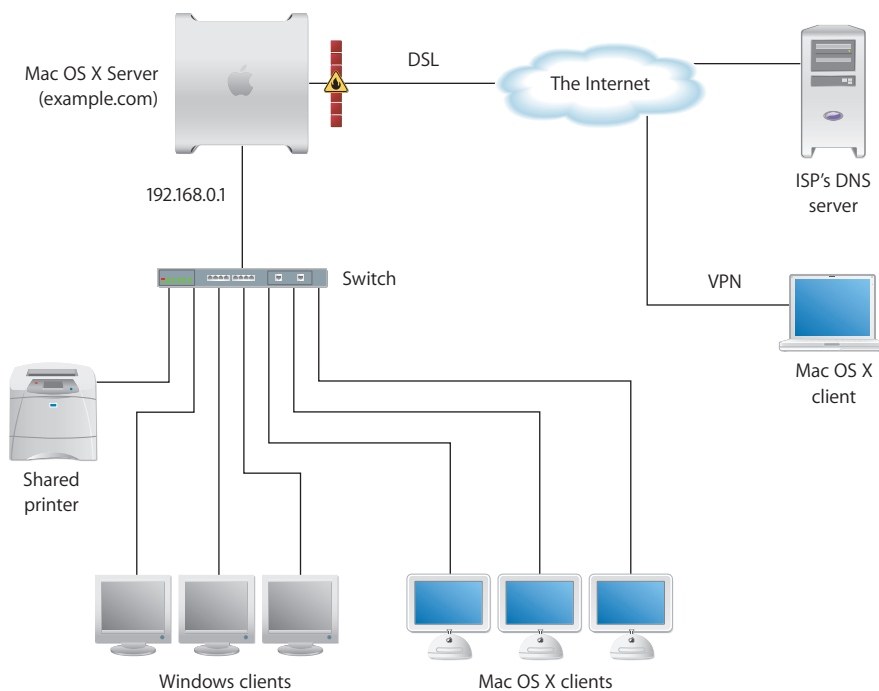 Mac OS X Server
(example.com)
DSL
The Internet
ISP's DNS
server
192.168.0.1
Switch
VPN
Mac OS X
client
Shared
printer
Windows clients
Mac OS X clients